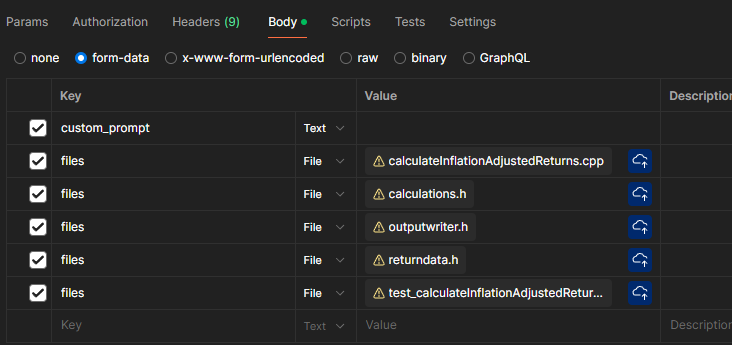 Params Authorization Headers (9) Body Scripts Tests Settings
none form-data x-www-form-urlencoded raw binary GraphQL
Key Value Description
custom_prompt Text
files File calculateInflationAdjustedReturns.cpp
files File calculations.h
files File outputwriter.h
files File returndata.h
files File test_calculateInflationAdjustedRetur...
Key Text Value Description